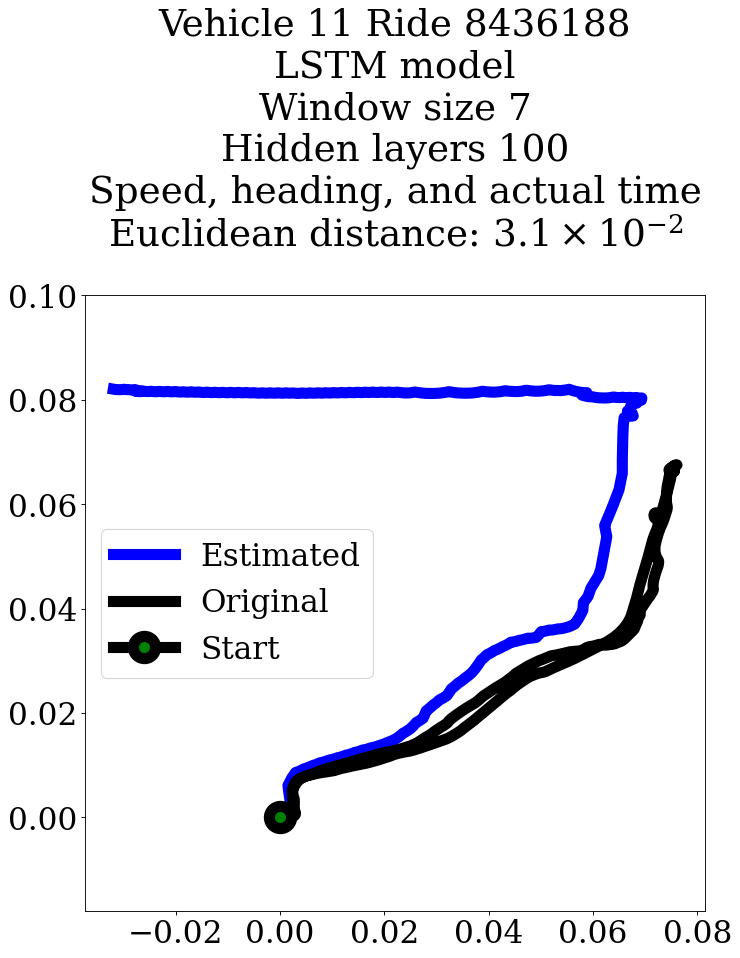 Vehicle 11 Ride 8436188
LSTM model
Window size 7
Hidden layers 100
Speed, heading, and actual time
Euclidean distance: 3.1 × 10⁻²
0.10
0.08
0.06
0.04
0.02
0.00
Estimated
Original
Start
−0.02 0.00 0.02 0.04 0.06 0.08